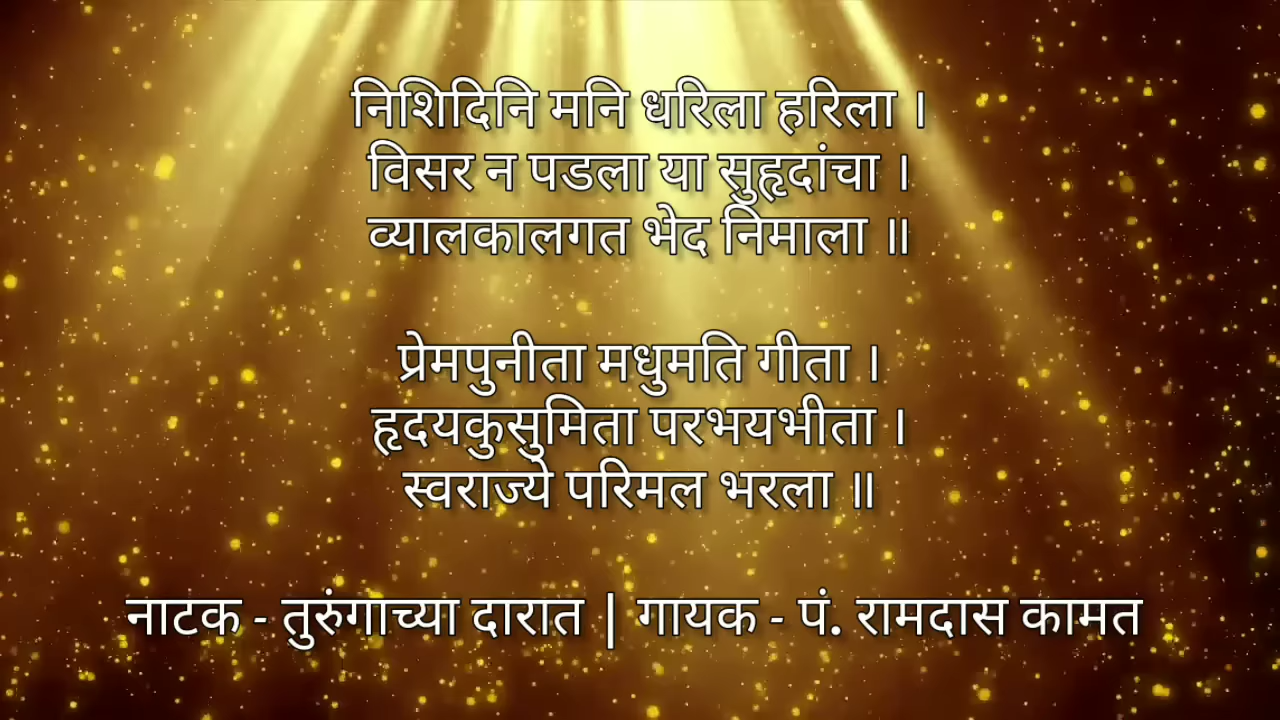 निशिदिनि मनि धरिला हरिला ।
विसर न पडला या सुहृदांचा ।
व्यालकालगत भेद निमाला ॥
प्रेमपुनीता मधुमति गीता ।
हृदयकुसुमिता परभयभीता ।
स्वराज्ये परिमल भरला ॥
नाटक - तुरुंगाच्या दारात | गायक - पं. रामदास कामत